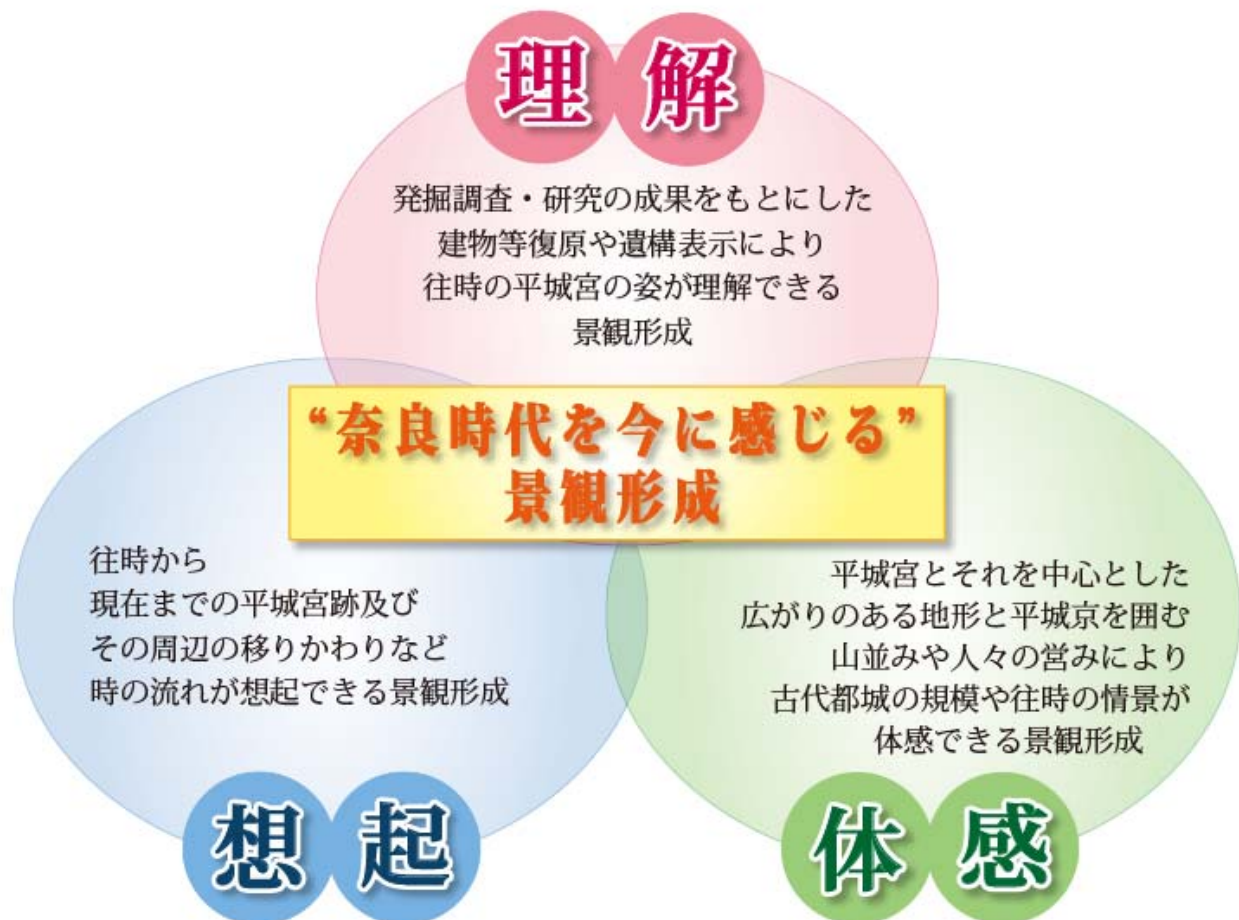 理解
発掘調査・研究の成果をもとにした
建物等復原や遺構表示により
往時の平城宮の姿が理解できる
景観形成
“奈良時代を今に感じる”
景観形成
往時から
現在までの平城宮跡及び
その周辺の移りかわりなど
時の流れが想起できる景観形成
想起
平城宮とそれを中心とした
広がりのある地形と平城京を囲む
山並みや人々の営みにより
古代都城の規模や往時の情景が
体感できる景観形成
体感